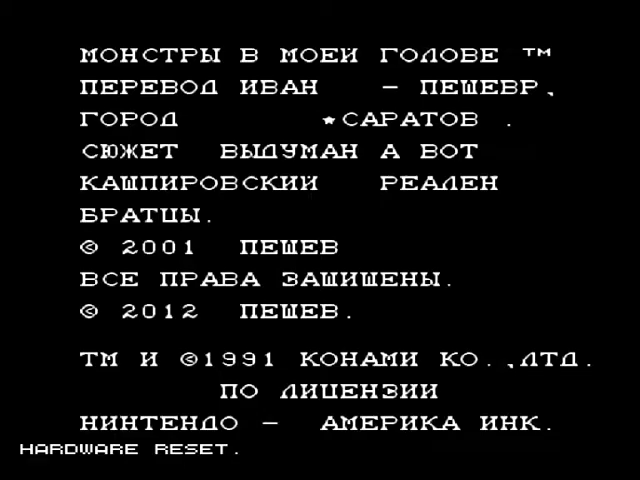 МОНСТРЫ В МОЕЙ ГОЛОВЕ ™
ПЕРЕВОД ИВАН - ПЕШЕВР,
ГОРОД ★САРАТОВ .
СЮЖЕТ ВЫДУМАН А ВОТ
КАШПИРОВСКИЙ РЕАЛЕН
БРАТЦЫ.
© 2001 ПЕШЕВ
ВСЕ ПРАВА ЗАШИШЕНЫ.
© 2012 ПЕШЕВ.
ТМ И ©1991 КОНАМИ КО.,ЛТД.
ПО ЛИЦЕНЗИИ
НИНТЕНДО - АМЕРИКА ИНК.
HARDWARE RESET.